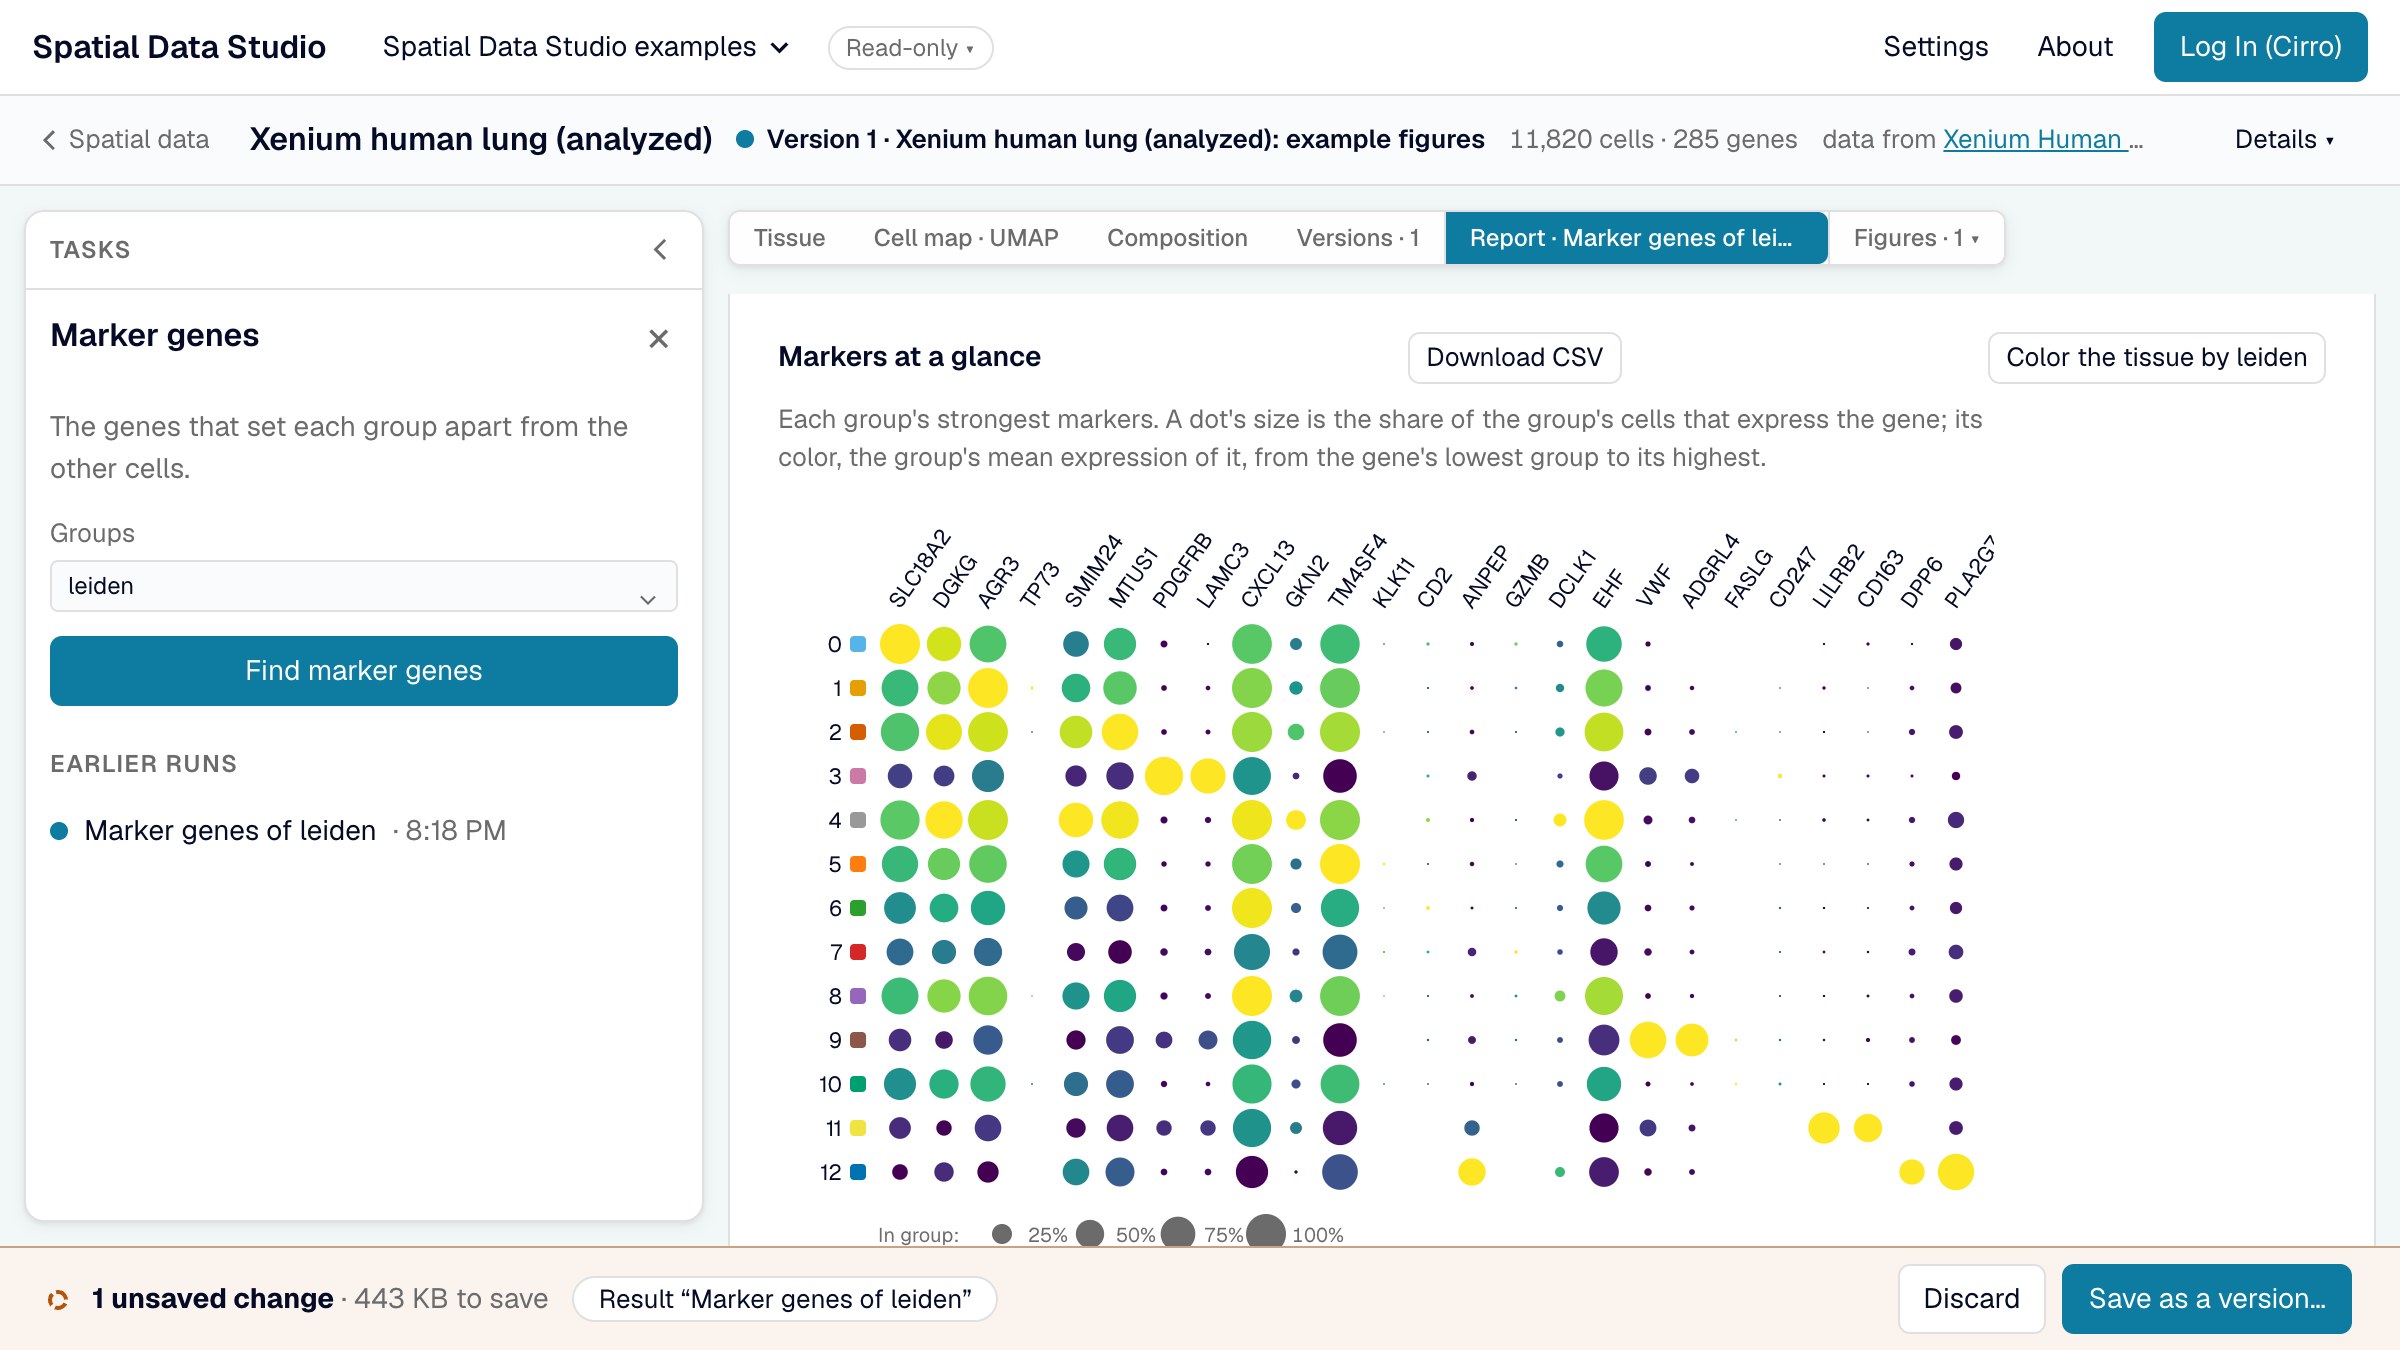 Spatial Data Studio
Spatial Data Studio examples
Read-only
Settings
About
Log In (Cirro)
Spatial data
Xenium human lung (analyzed)
Version 1 · Xenium human lung (analyzed): example figures
11,820 cells · 285 genes
data from Xenium Human …
Details
TASKS
Marker genes
The genes that set each group apart from the
other cells.
Groups
leiden
Find marker genes
EARLIER RUNS
Marker genes of leiden · 8:18 PM
Tissue
Cell map · UMAP
Composition
Versions · 1
Report · Marker genes of lei…
Figures · 1
Markers at a glance
Download CSV
Color the tissue by leiden
Each group's strongest markers. A dot's size is the share of the group's cells that express the gene; its
color, the group's mean expression of it, from the gene's lowest group to its highest.
SLC18A2
DGKG
AGR3
TP73
SMIM24
MTUS1
PDGFRB
LAMC3
CXCL13
GKN2
TM4SF4
KLK11
CD2
ANPEP
GZMB
DCLK1
EHF
VWF
ADGRL4
FASLG
CD247
LILRB2
CD163
DPP6
PLA2G7
0
1
2
3
4
5
6
7
8
9
10
11
12
In group: 25% 50% 75% 100%
1 unsaved change · 443 KB to save
Result “Marker genes of leiden”
Discard
Save as a version…